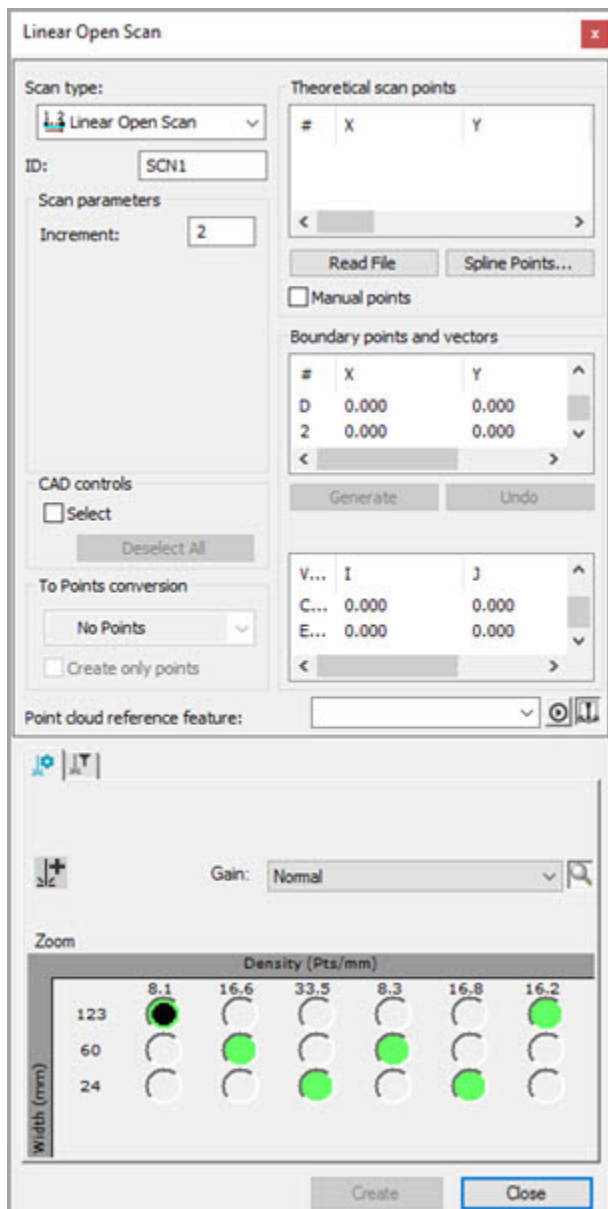 Linear Open Scan
x
Scan type:
Linear Open Scan
ID: SCN1
Scan parameters
Increment: 2
CAD controls
Select
Deselect All
To Points conversion
No Points
Create only points
Theoretical scan points
# X Y
Read File Spline Points...
Manual points
Boundary points and vectors
# X Y
D 0.000 0.000
2 0.000 0.000
Generate Undo
V... I J
C... 0.000 0.000
E... 0.000 0.000
Point cloud reference feature:
Gain: Normal
Zoom
Density (Pts/mm)
8.1 16.6 33.5 8.3 16.8 16.2
Width (mm)
123
60
24
Create Close